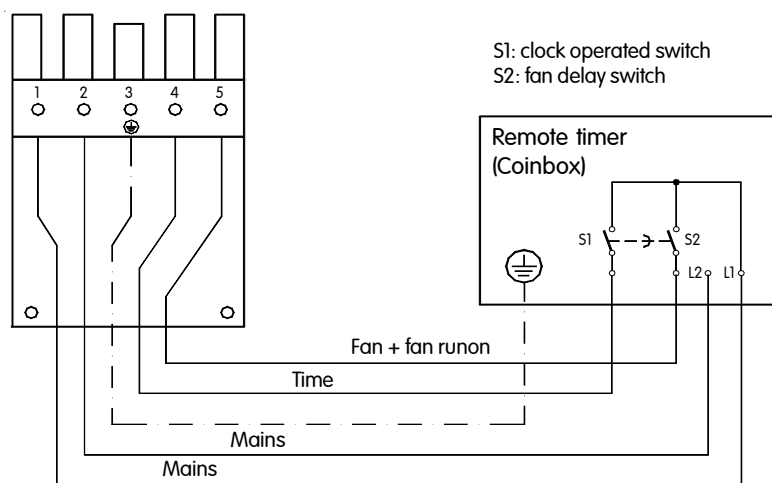 S1: clock operated switch
S2: fan delay switch
1 2 3 4 5
Remote timer
(Coinbox)
S1 S2
L2 L1
Fan + fan runon
Time
Mains
Mains